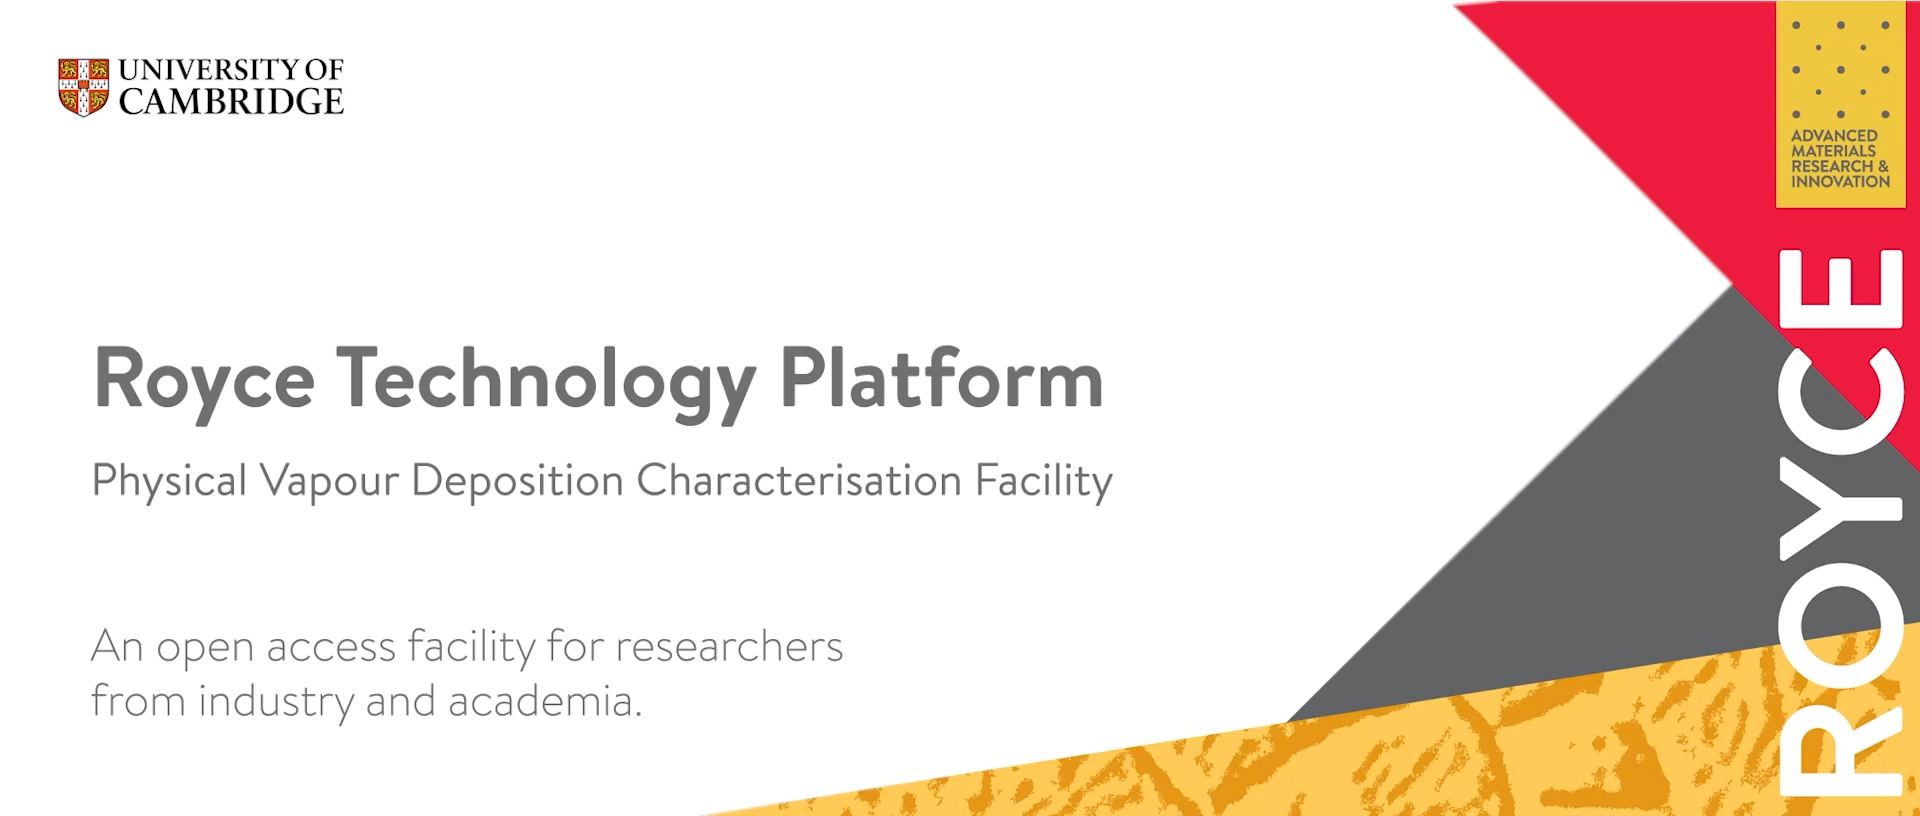 UNIVERSITY OF
CAMBRIDGE
ADVANCED
MATERIALS
RESEARCH &
INNOVATION
ROYCE
Royce Technology Platform
Physical Vapour Deposition Characterisation Facility
An open access facility for researchers
from industry and academia.